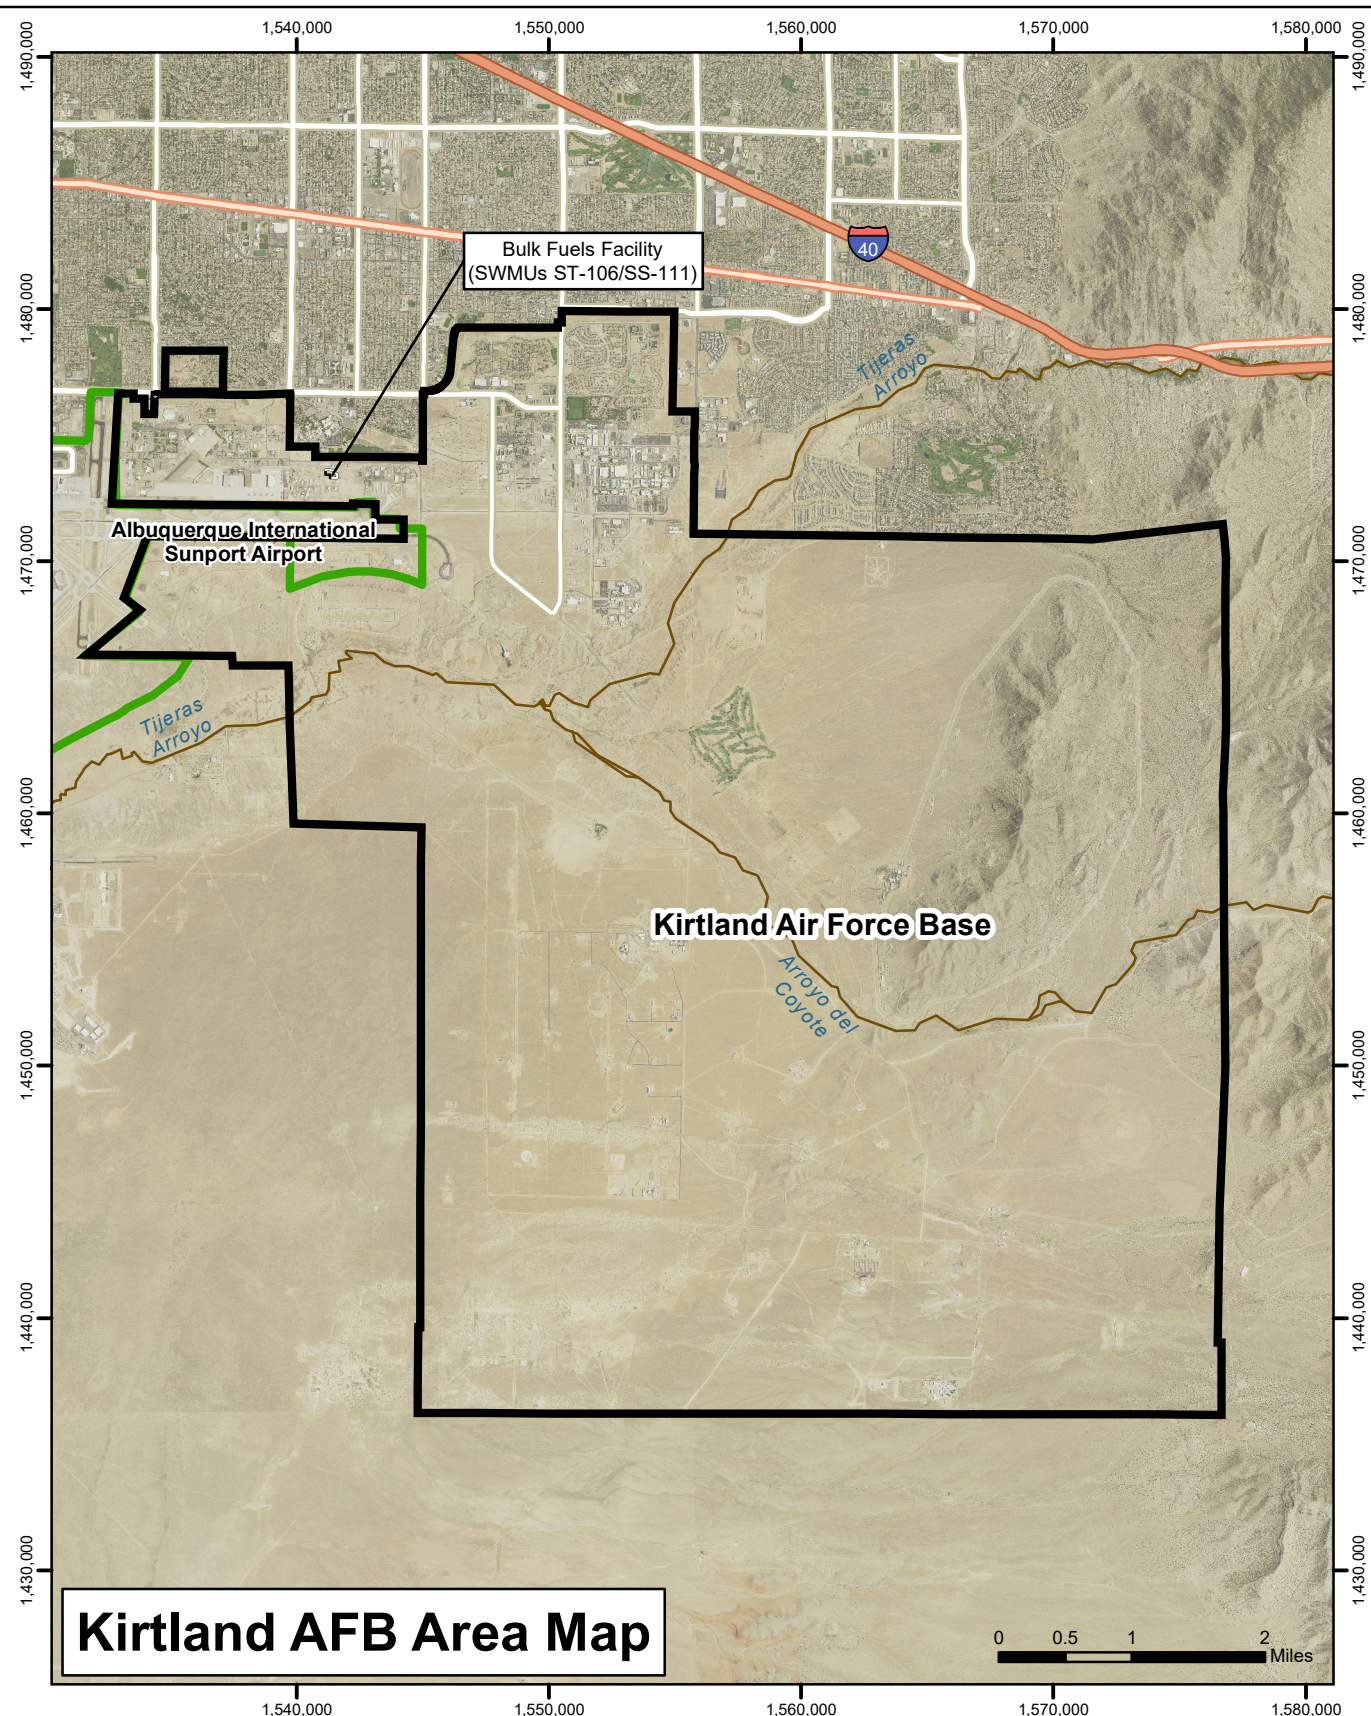 1,540,000
1,550,000
1,560,000
1,570,000
1,580,000
1,490,000
1,490,000
Bulk Fuels Facility
(SWMUs ST-106/SS-111)
40
1,480,000
1,480,000
Tijeras
Arroyo
Albuquerque International
Sunport Airport
1,470,000
1,470,000
Tijeras
Arroyo
1,460,000
1,460,000
Kirtland Air Force Base
Arroyo del
Coyote
1,450,000
1,450,000
1,440,000
1,440,000
1,430,000
1,430,000
Kirtland AFB Area Map
0 0.5 1 2
Miles
1,540,000
1,550,000
1,560,000
1,570,000
1,580,000